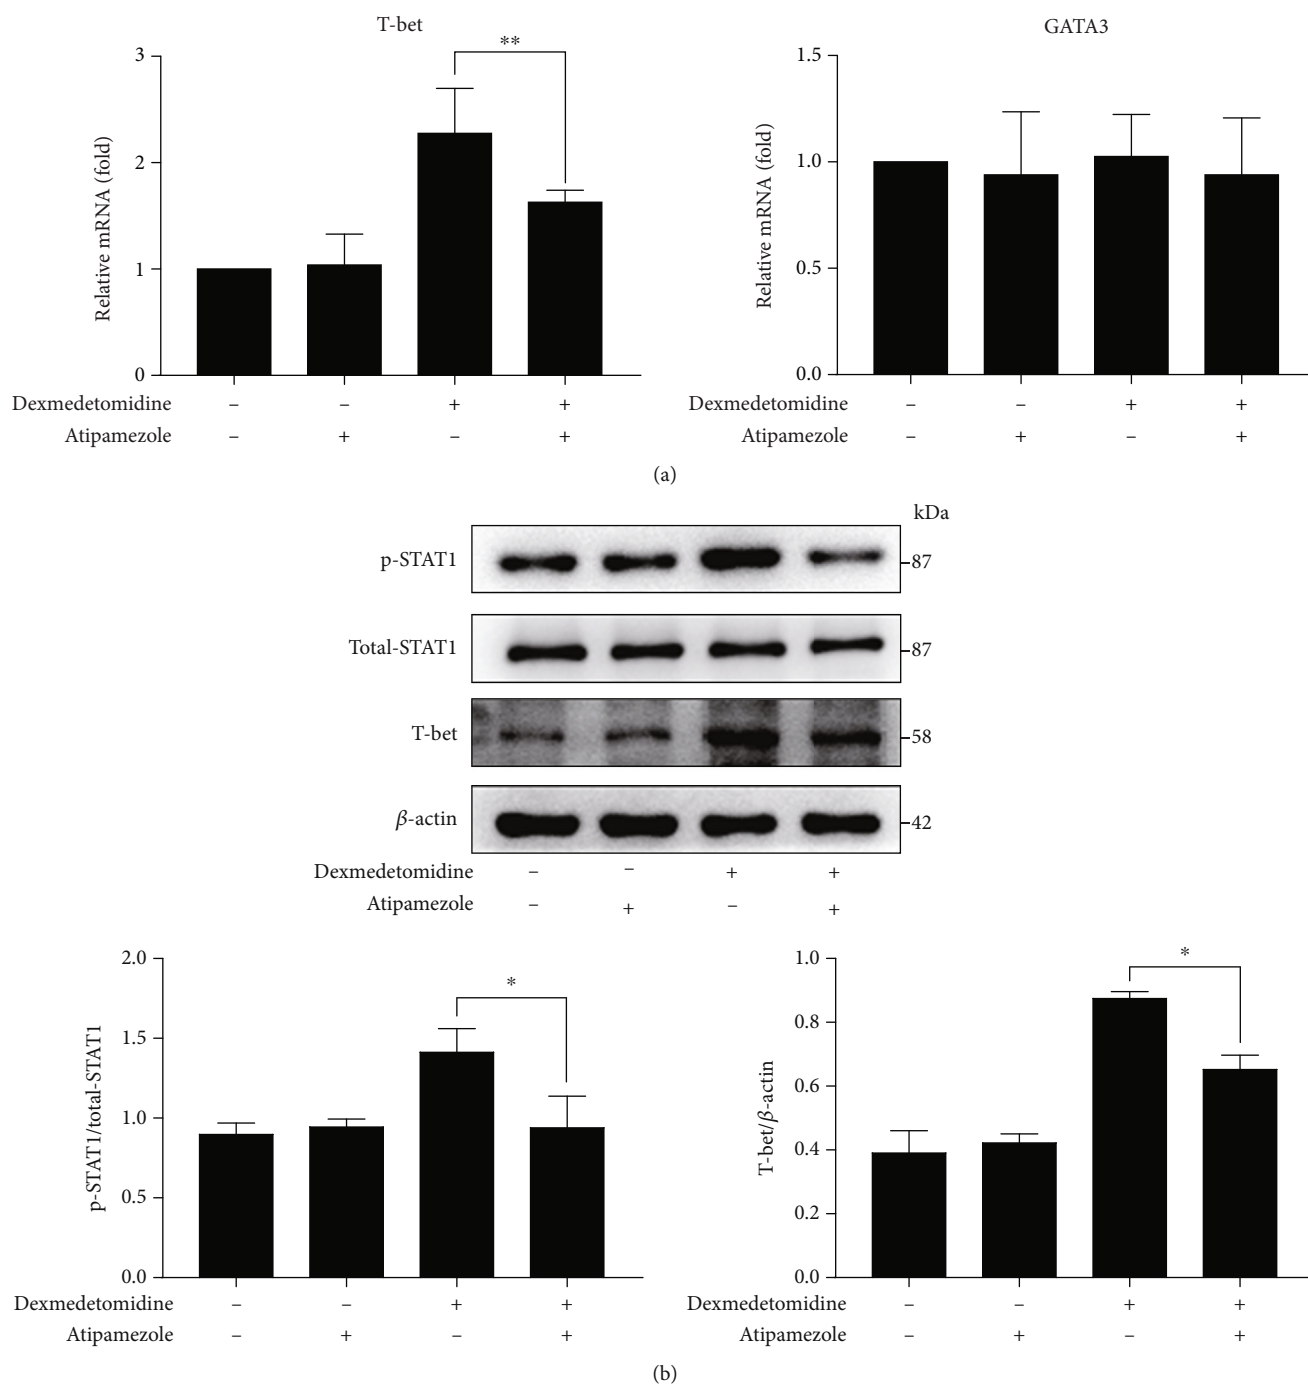 T-bet
GATA3
**
3
2
1
0
Relative mRNA (fold)
1.5
1.0
0.5
0.0
Relative mRNA (fold)
Dexmedetomidine – – + +
Atipamezole – + – +
Dexmedetomidine – – + +
Atipamezole – + – +
(a)
kDa
p-STAT1 87
Total-STAT1 87
T-bet 58
β-actin 42
Dexmedetomidine – – + +
Atipamezole – + – +
*
2.0
1.5
1.0
0.5
0.0
p-STAT1/total-STAT1
Dexmedetomidine – – + +
Atipamezole – + – +
*
1.0
0.8
0.6
0.4
0.2
0.0
T-bet/β-actin
Dexmedetomidine – – + +
Atipamezole – + – +
(b)